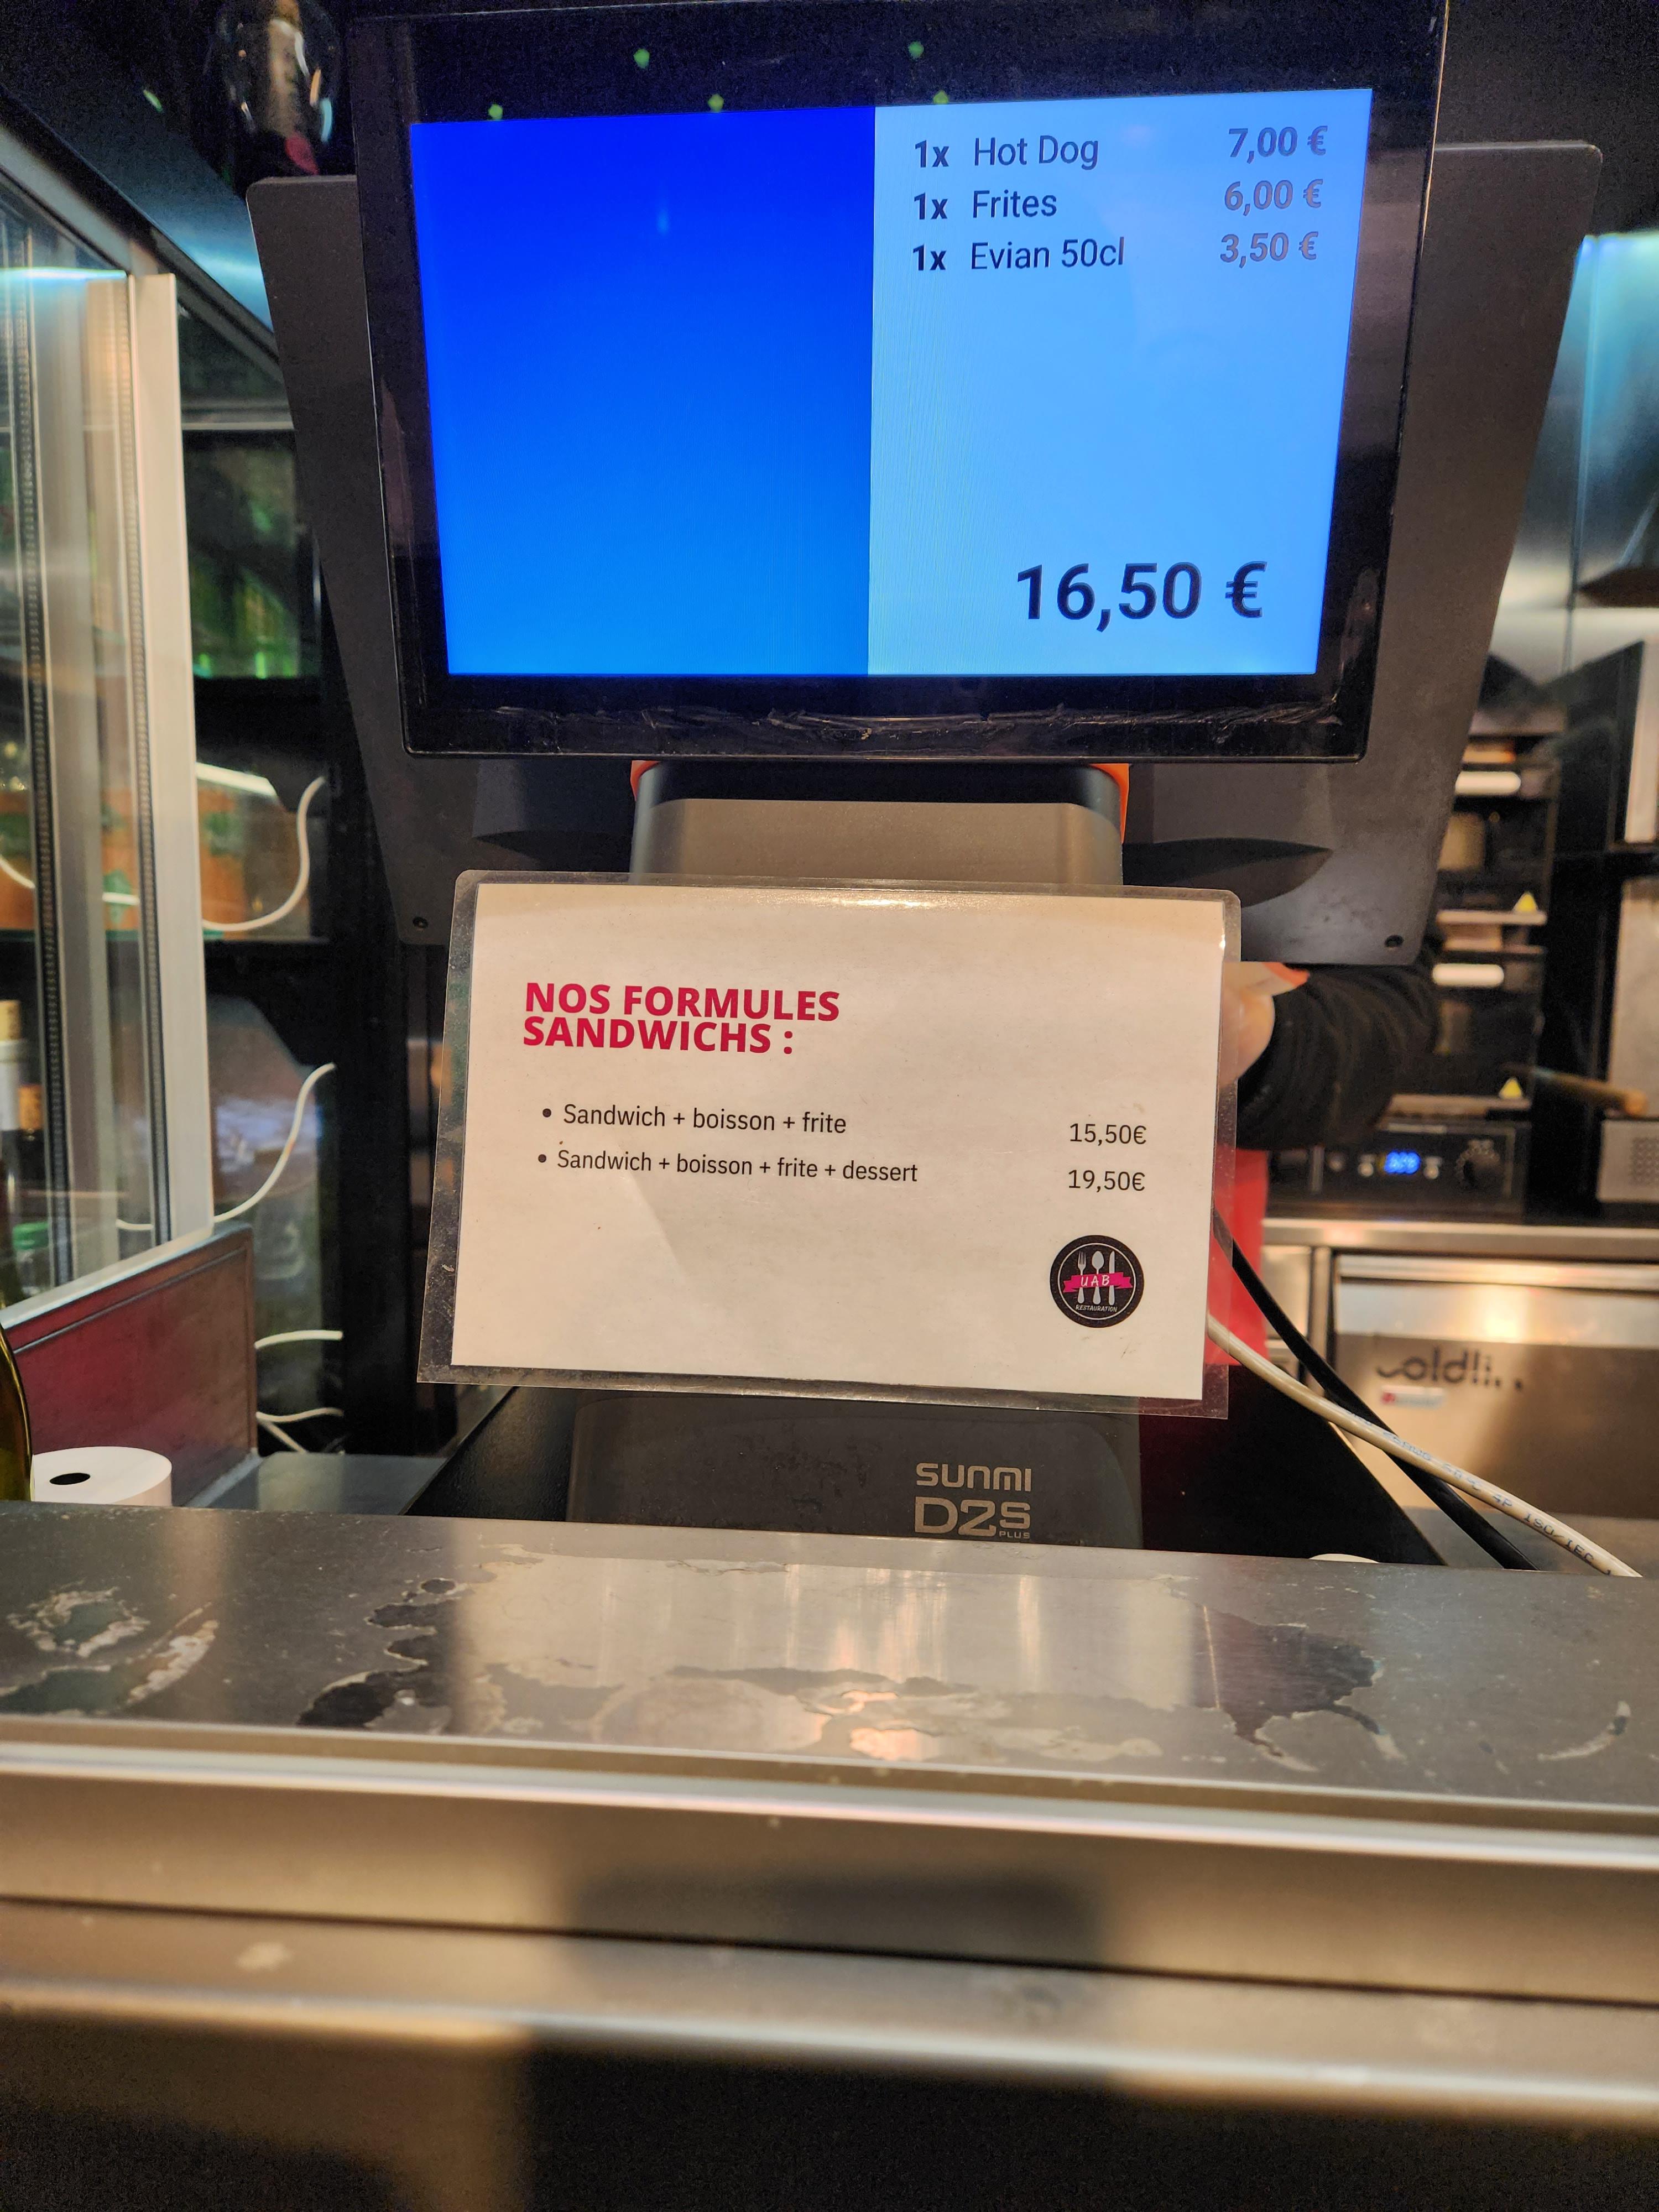 1x Hot Dog 7,00 €
1x Frites 6,00 €
1x Evian 50cl 3,50 €
16,50 €
NOS FORMULES
SANDWICHS :
• Sandwich + boisson + frite 15,50€
• Sandwich + boisson + frite + dessert 19,50€
UAB
RESTAURATION
SUNMI
D2S
PLUS